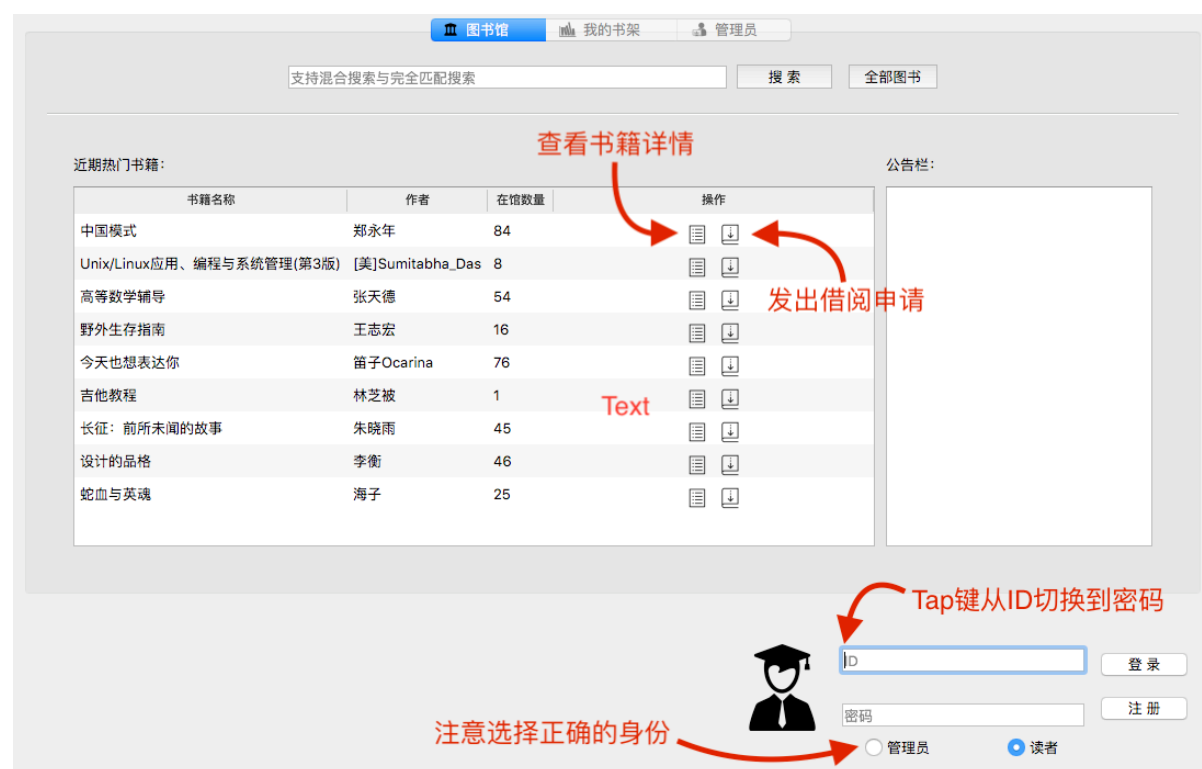 图书馆 我的书架 管理员
支持混合搜索与完全匹配搜索 搜 索 全部图书
查看书籍详情
近期热门书籍: 公告栏:
书籍名称 作者 在馆数量 操作
中国模式 郑永年 84
Unix/Linux应用、编程与系统管理(第3版) [美]Sumitabha_Das 8
发出借阅申请
高等数学辅导 张天德 54
野外生存指南 王志宏 16
今天也想表达你 笛子Ocarina 76
吉他教程 林芝被 1
Text
长征：前所未闻的故事 朱晓雨 45
设计的品格 李衡 46
蛇血与英魂 海子 25
Tap键从ID切换到密码
ID 登 录
密码 注 册
注意选择正确的身份
管理员 读者